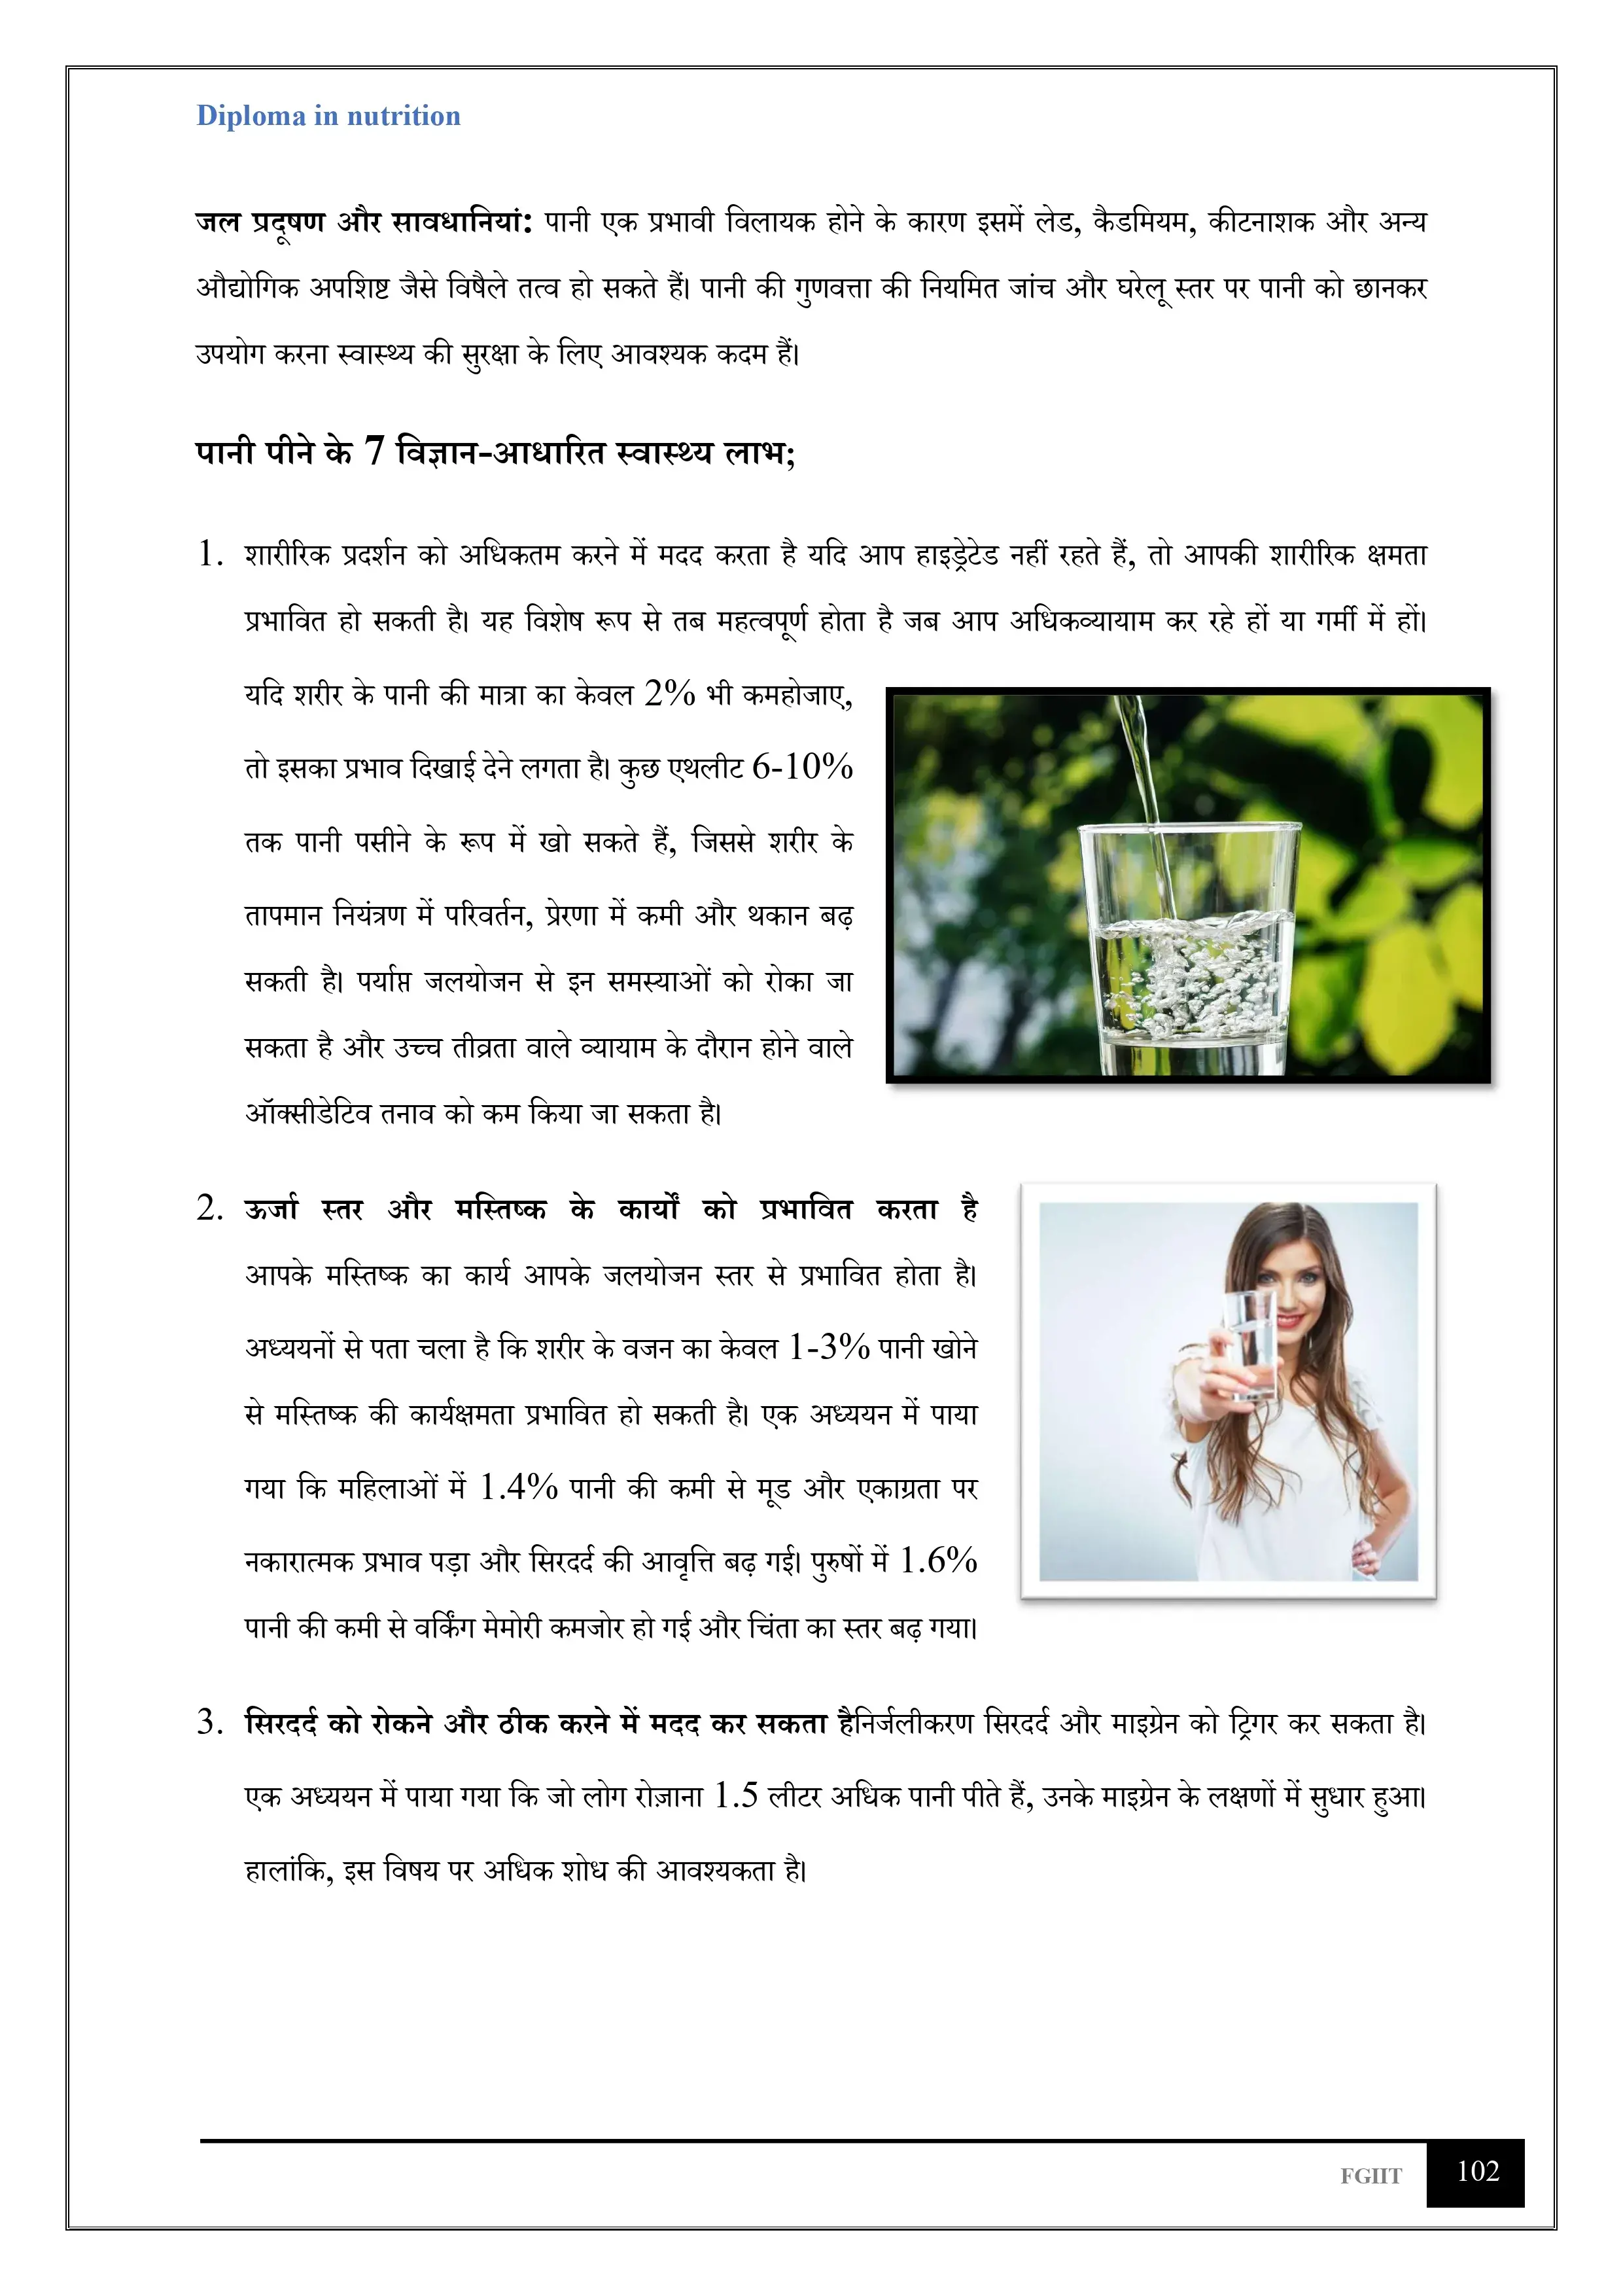 Diploma in nutrition
जल प्रदूषण और सावधानियां: पानी एक प्रभावी विलायक होने के कारण इसमें लेड, कैडमियम, कीटनाशक और अन्य
औद्योगिक अपशिष्ट जैसे विषैले तत्व हो सकते हैं। पानी की गुणवत्ता की नियमित जांच और घरेलू स्तर पर पानी को छानकर
उपयोग करना स्वास्थ्य की सुरक्षा के लिए आवश्यक कदम हैं।
पानी पीने के 7 विज्ञान-आधारित स्वास्थ्य लाभ;
1. शारीरिक प्रदर्शन को अधिकतम करने में मदद करता है यदि आप हाइड्रेटेड नहीं रहते हैं, तो आपकी शारीरिक क्षमता
प्रभावित हो सकती है। यह विशेष रूप से तब महत्वपूर्ण होता है जब आप अधिकव्यायाम कर रहे हों या गर्मी में हों।
यदि शरीर के पानी की मात्रा का केवल 2% भी कमहोजाए,
तो इसका प्रभाव दिखाई देने लगता है। कुछ एथलीट 6-10%
तक पानी पसीने के रूप में खो सकते हैं, जिससे शरीर के
तापमान नियंत्रण में परिवर्तन, प्रेरणा में कमी और थकान बढ़
सकती है। पर्याप्त जलयोजन से इन समस्याओं को रोका जा
सकता है और उच्च तीव्रता वाले व्यायाम के दौरान होने वाले
ऑक्सीडेटिव तनाव को कम किया जा सकता है।
2. ऊर्जा स्तर और मस्तिष्क के कार्यों को प्रभावित करता है
आपके मस्तिष्क का कार्य आपके जलयोजन स्तर से प्रभावित होता है।
अध्ययनों से पता चला है कि शरीर के वजन का केवल 1-3% पानी खोने
से मस्तिष्क की कार्यक्षमता प्रभावित हो सकती है। एक अध्ययन में पाया
गया कि महिलाओं में 1.4% पानी की कमी से मूड और एकाग्रता पर
नकारात्मक प्रभाव पड़ा और सिरदर्द की आवृत्ति बढ़ गई। पुरुषों में 1.6%
पानी की कमी से वर्किंग मेमोरी कमजोर हो गई और चिंता का स्तर बढ़ गया।
3. सिरदर्द को रोकने और ठीक करने में मदद कर सकता हैनिर्जलीकरण सिरदर्द और माइग्रेन को ट्रिगर कर सकता है।
एक अध्ययन में पाया गया कि जो लोग रोज़ाना 1.5 लीटर अधिक पानी पीते हैं, उनके माइग्रेन के लक्षणों में सुधार हुआ।
हालांकि, इस विषय पर अधिक शोध की आवश्यकता है।
FGIIT 102